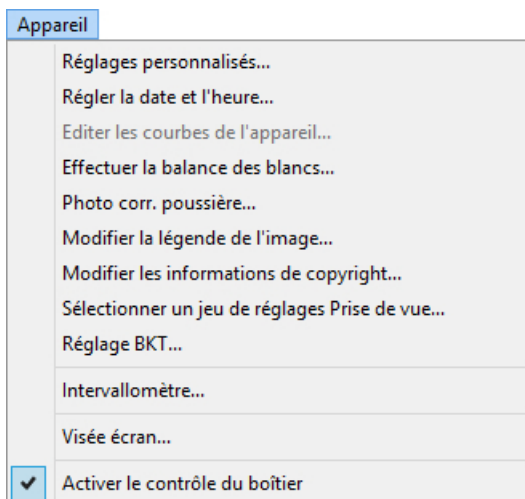 Appareil
Réglages personnalisés...
Régler la date et l'heure...
Editer les courbes de l'appareil...
Effectuer la balance des blancs...
Photo corr. poussière...
Modifier la légende de l'image...
Modifier les informations de copyright...
Sélectionner un jeu de réglages Prise de vue...
Réglage BKT...
Intervallomètre...
Visée écran...
Activer le contrôle du boîtier